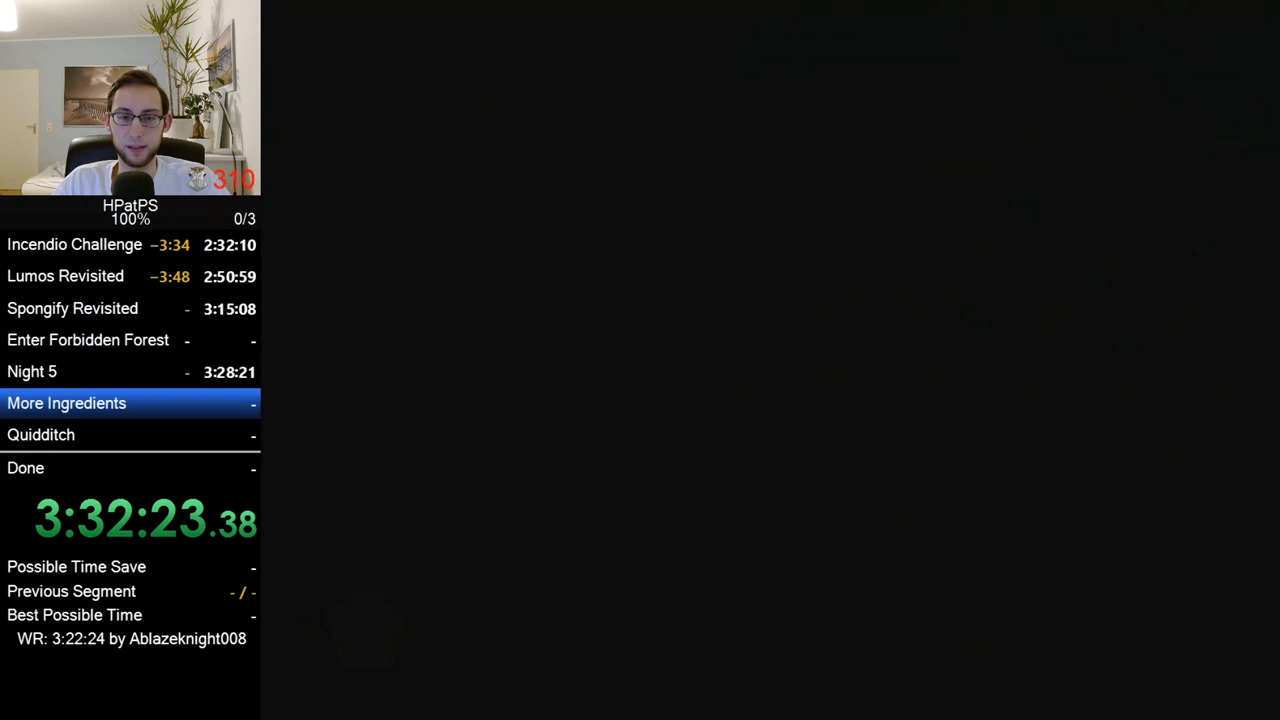 310
HPatPS
100% 0/3
Incendio Challenge −3:34 2:32:10
Lumos Revisited −3:48 2:50:59
Spongify Revisited - 3:15:08
Enter Forbidden Forest - -
Night 5 - 3:28:21
More Ingredients -
Quidditch -
Done -
3:32:23.38
Possible Time Save -
Previous Segment - / -
Best Possible Time -
WR: 3:22:24 by Ablazeknight008